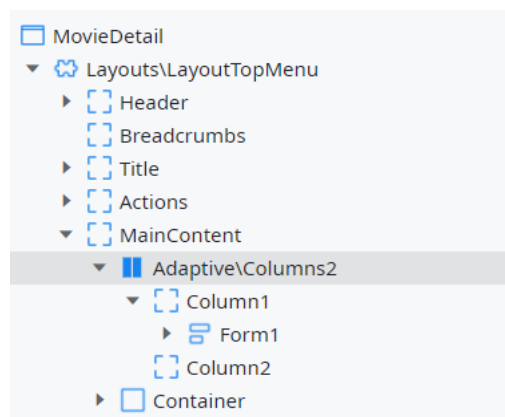 MovieDetail
Layouts\LayoutTopMenu
Header
Breadcrumbs
Title
Actions
MainContent
Adaptive\Columns2
Column1
Form1
Column2
Container